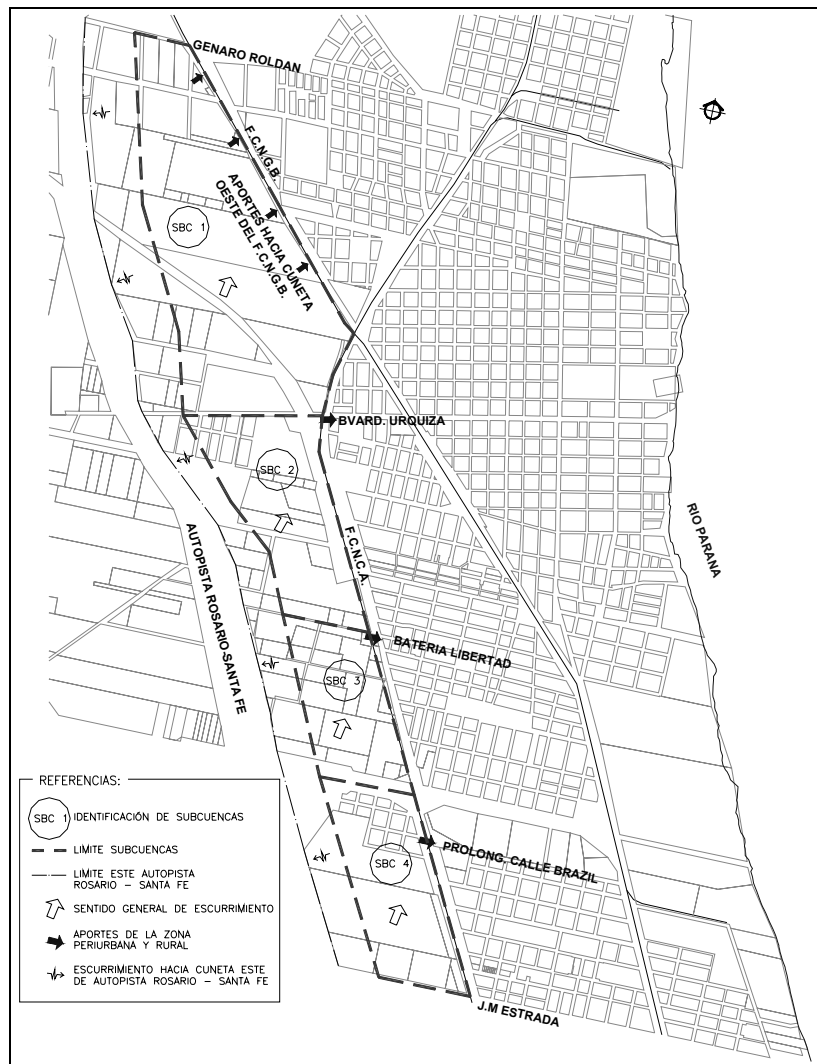 GENARO ROLDAN
F.C.N.G.B.
APORTES HACIA CUNETA
OESTE DEL F.C.N.G.B.
SBC 1
BVARD. URQUIZA
SBC 2
F.C.N.C.A.
RIO PARANA
AUTOPISTA ROSARIO-SANTA FE
BATERIA LIBERTAD
SBC 3
PROLONG. CALLE BRAZIL
SBC 4
J.M ESTRADA
REFERENCIAS:
SBC 1 IDENTIFICACIÓN DE SUBCUENCAS
LIMITE SUBCUENCAS
LIMITE ESTE AUTOPISTA
ROSARIO – SANTA FE
SENTIDO GENERAL DE ESCURRIMIENTO
APORTES DE LA ZONA
PERIURBANA Y RURAL
ESCURRIMIENTO HACIA CUNETA ESTE
DE AUTOPISTA ROSARIO – SANTA FE